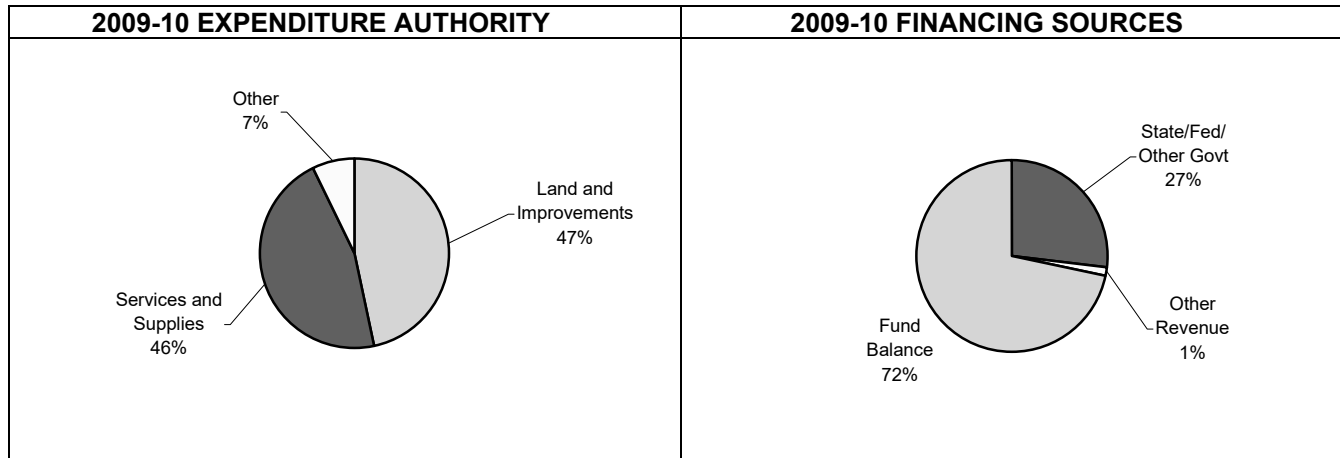 2009-10 EXPENDITURE AUTHORITY
Other
7%
Land and
Improvements
47%
Services and
Supplies
46%
2009-10 FINANCING SOURCES
State/Fed/
Other Govt
27%
Other
Revenue
1%
Fund
Balance
72%